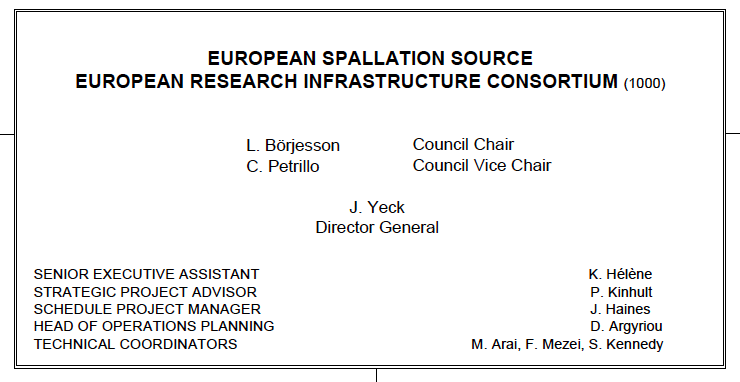 EUROPEAN SPALLATION SOURCE
EUROPEAN RESEARCH INFRASTRUCTURE CONSORTIUM (1000)
L. Börjesson Council Chair
C. Petrillo Council Vice Chair
J. Yeck
Director General
SENIOR EXECUTIVE ASSISTANT K. Hélène
STRATEGIC PROJECT ADVISOR P. Kinhult
SCHEDULE PROJECT MANAGER J. Haines
HEAD OF OPERATIONS PLANNING D. Argyriou
TECHNICAL COORDINATORS M. Arai, F. Mezei, S. Kennedy